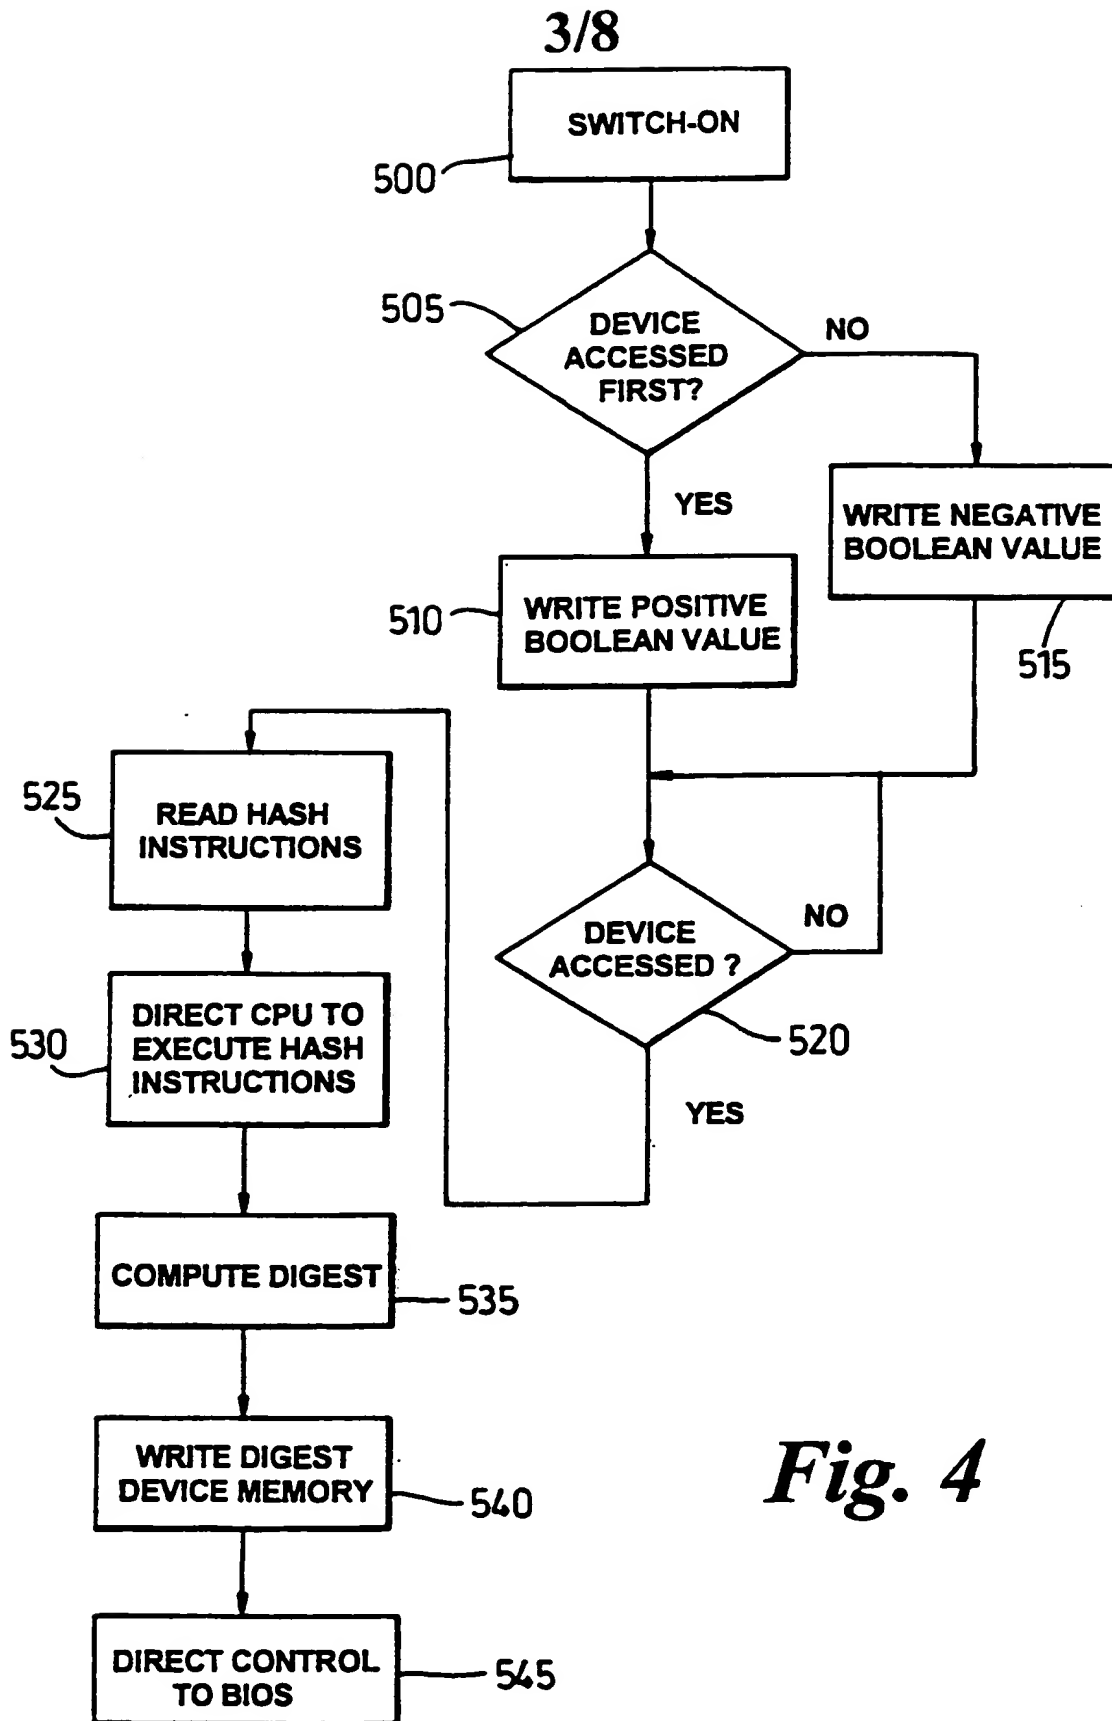 3/8
SWITCH-ON
500
505
DEVICE
ACCESSED
FIRST?
NO
YES
WRITE NEGATIVE
BOOLEAN VALUE
515
510
WRITE POSITIVE
BOOLEAN VALUE
525
READ HASH
INSTRUCTIONS
DEVICE
ACCESSED ?
NO
520
YES
530
DIRECT CPU TO
EXECUTE HASH
INSTRUCTIONS
COMPUTE DIGEST
535
WRITE DIGEST
DEVICE MEMORY
540
Fig. 4
DIRECT CONTROL
TO BIOS
545